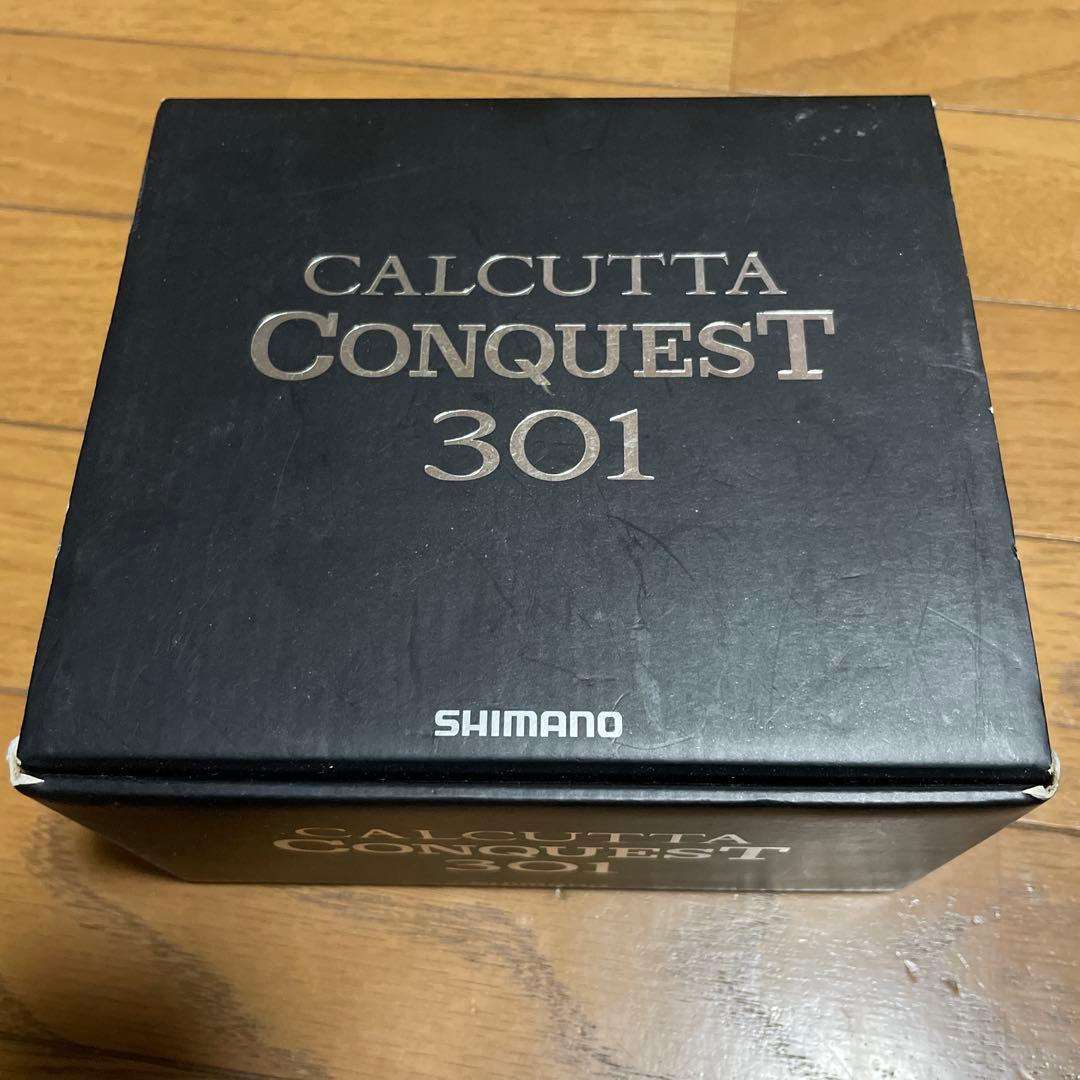 CALCUTTA
CONQUEST
301
SHIMANO
CALCUTTA
CONQUEST
301